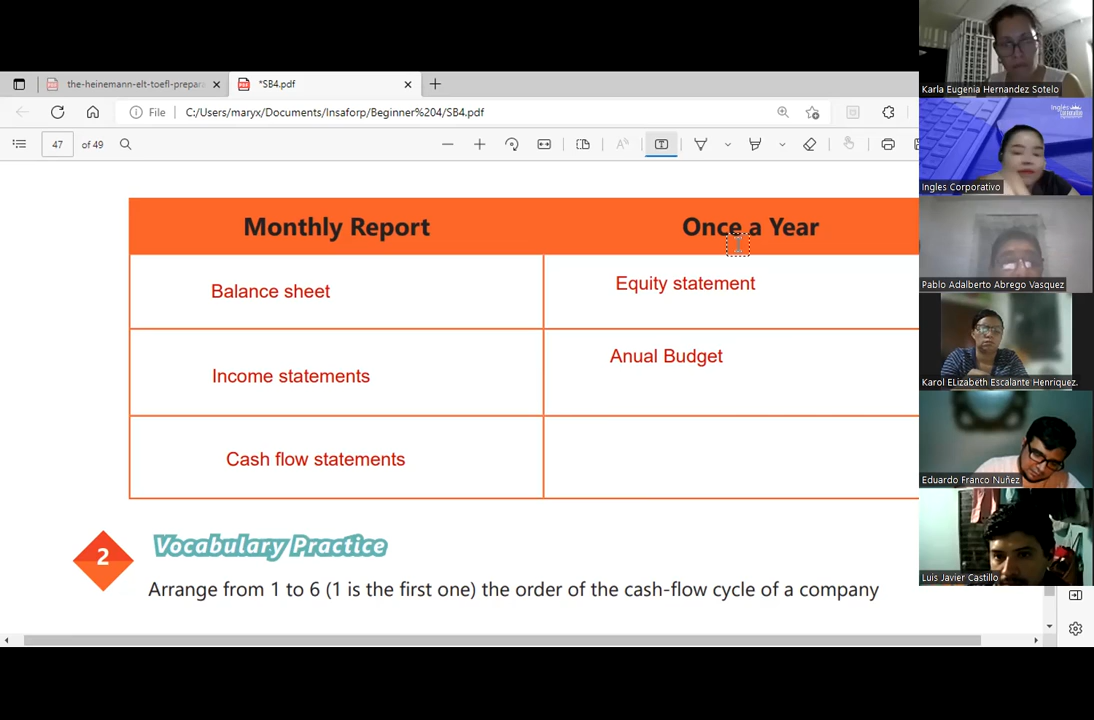 the-heinemann-elt-toefl-prepar
*SB4.pdf
File
C:/Users/maryx/Documents/Insaforp/Beginner%204/SB4.pdf
47 of 49
Monthly Report
Once a Year
Balance sheet
Equity statement
Income statements
Anual Budget
Cash flow statements
2
Vocabulary Practice
Arrange from 1 to 6 (1 is the first one) the order of the cash-flow cycle of a company
Karla Eugenia Hernandez Sotelo
Inglés
Ingles Corporativo
Pablo Adalberto Abrego Vasquez
Karol ELizabeth Escalante Henriquez.
Eduardo Franco Nuñez
Luis Javier Castillo